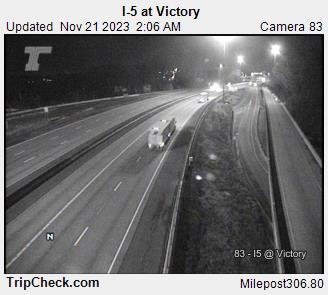 I-5 at Victory
Updated Nov 21 2023 2:06 AM Camera 83
T
N
83 - I5 @ Victory
TripCheck.com Milepost306.80